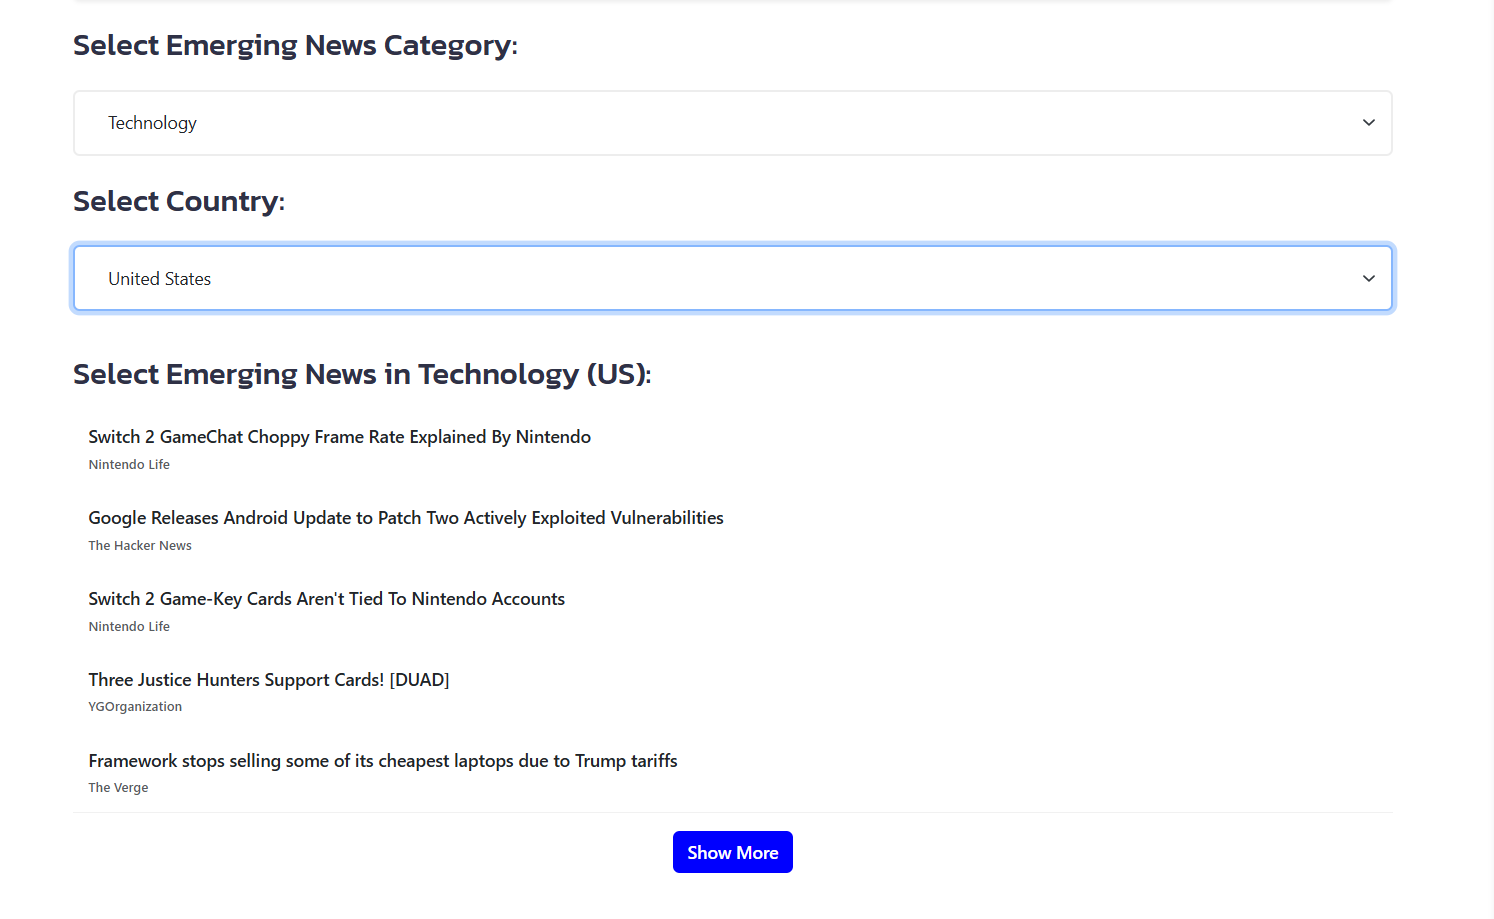 Select Emerging News Category:
Technology
Select Country:
United States
Select Emerging News in Technology (US):
Switch 2 GameChat Choppy Frame Rate Explained By Nintendo
Nintendo Life
Google Releases Android Update to Patch Two Actively Exploited Vulnerabilities
The Hacker News
Switch 2 Game-Key Cards Aren't Tied To Nintendo Accounts
Nintendo Life
Three Justice Hunters Support Cards! [DUAD]
YGOrganization
Framework stops selling some of its cheapest laptops due to Trump tariffs
The Verge
Show More